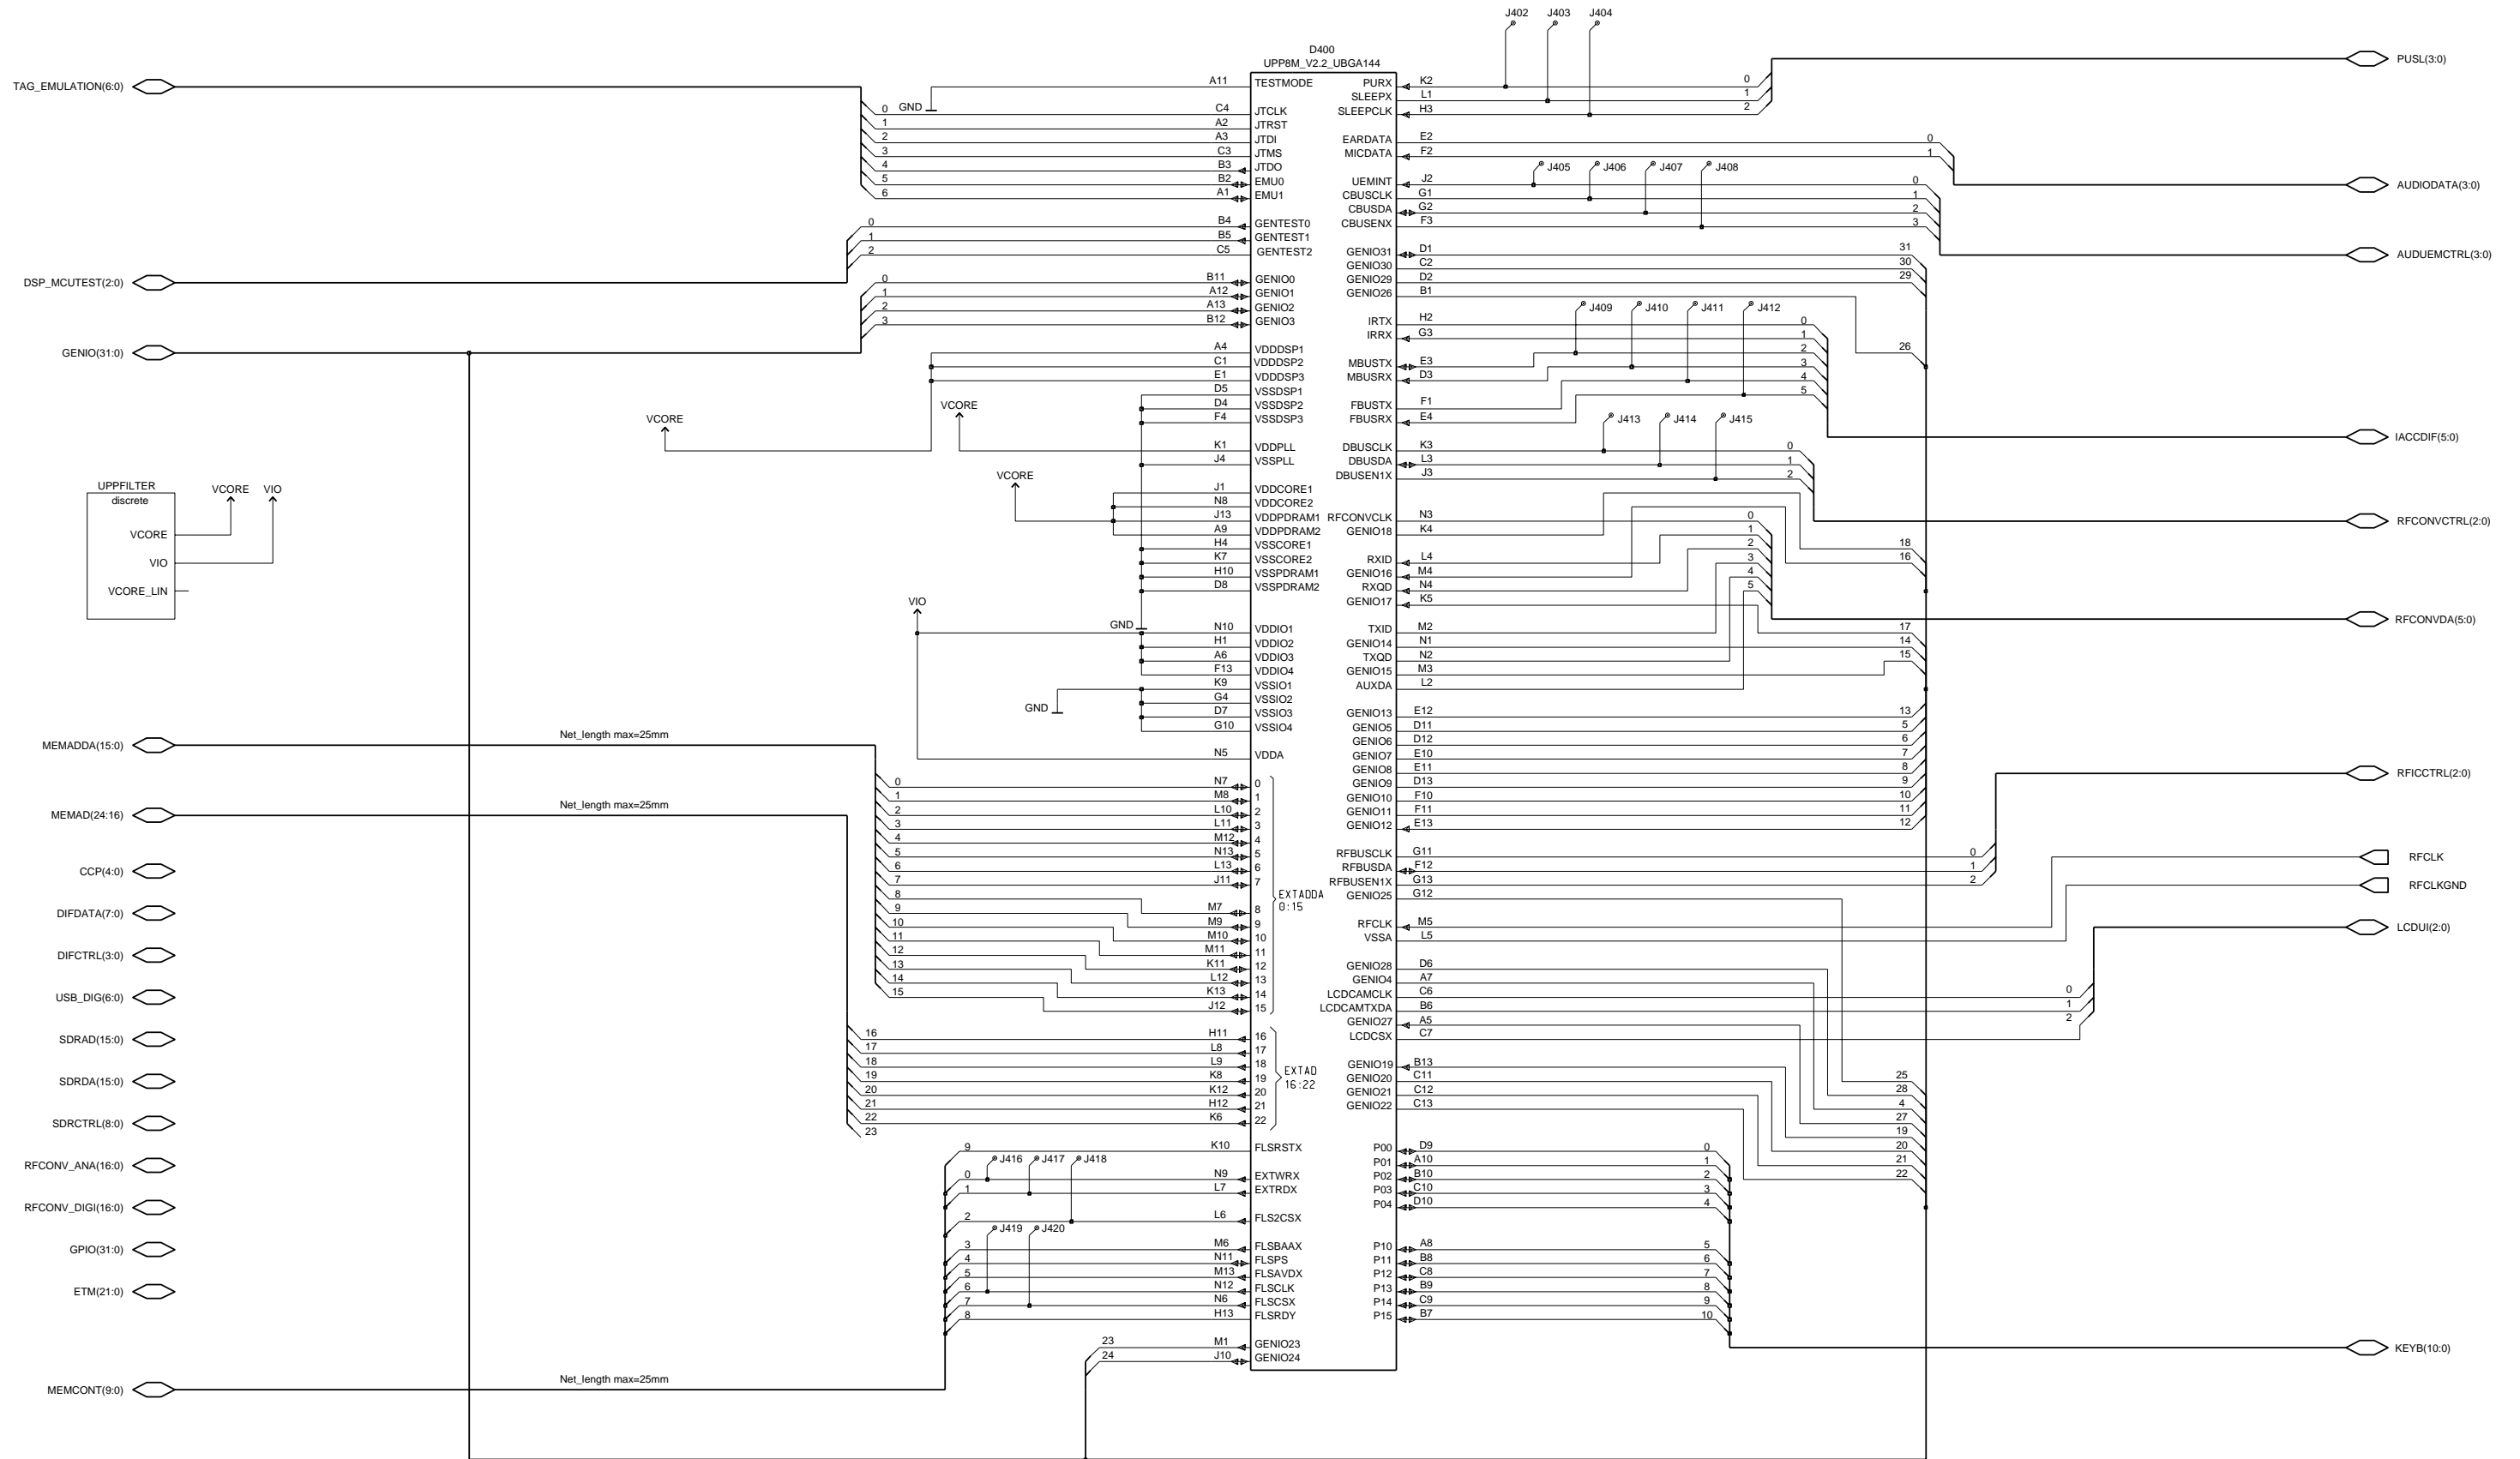 J402 J403 J404
D400
UPP8M_V2.2_UBGA144
TAG_EMULATION(6:0)
DSP_MCUTEST(2:0)
GENIO(31:0)
UPPFILTER
discrete
VCORE VIO
VCORE
VIO
VCORE_LIN
MEMADDA(15:0)
Net_length max=25mm
MEMAD(24:16)
Net_length max=25mm
CCP(4:0)
DIFDATA(7:0)
DIFCTRL(3:0)
USB_DIG(6:0)
SDRAD(15:0)
SDRDA(15:0)
SDRCTRL(8:0)
RFCONV_ANA(16:0)
RFCONV_DIGI(16:0)
GPIO(31:0)
ETM(21:0)
MEMCONT(9:0)
Net_length max=25mm
GND
A11 TESTMODE
0 C4 JTCLK
1 A2 JTRST
2 A3 JTDI
3 C3 JTMS
4 B3 JTDO
5 B2 EMU0
6 A1 EMU1
0 B4 GENTEST0
1 B5 GENTEST1
2 C5 GENTEST2
0 B11 GENIO0
1 A12 GENIO1
2 A13 GENIO2
3 B12 GENIO3
A4 VDDDSP1
C1 VDDDSP2
E1 VDDDSP3
D5 VSSDSP1
D4 VSSDSP2
F4 VSSDSP3
VCORE
VCORE
K1 VDDPLL
J4 VSSPLL
VCORE
J1 VDDCORE1
N8 VDDCORE2
J13 VDDPDRAM1
A9 VDDPDRAM2
H4 VSSCORE1
K7 VSSCORE2
H10 VSSPDRAM1
D8 VSSPDRAM2
VIO
GND
N10 VDDIO1
H1 VDDIO2
A6 VDDIO3
F13 VDDIO4
K9 VSSIO1
G4 VSSIO2
D7 VSSIO3
G10 VSSIO4
GND
N5 VDDA
0 N7 0
1 M8 1
2 L10 2
3 L11 3
4 M12 4
5 N13 5
6 L13 6
7 J11 7
8 M7 8
9 M9 9
10 M10 10
11 M11 11
12 K11 12
13 L12 13
14 K13 14
15 J12 15
EXTADDA
0:15
16 H11 16
17 L8 17
18 L9 18
19 K8 19
20 K12 20
21 H12 21
22 K6 22
23
EXTAD
16:22
9 K10 FLSRSTX
J416 J417 J418
0 N9 EXTWRX
1 L7 EXTRDX
2 L6 FLS2CSX
J419 J420
3 M6 FLSBAAX
4 N11 FLSPS
5 M13 FLSAVDX
6 N12 FLSCLK
7 N6 FLSCSX
8 H13 FLSRDY
23 M1 GENIO23
24 J10 GENIO24
PURX K2 0
SLEEPX L1 1
SLEEPCLK H3 2
PUSL(3:0)
EARDATA E2 0
MICDATA F2 1
AUDIODATA(3:0)
J405 J406 J407 J408
UEMINT J2 0
CBUSCLK G1 1
CBUSDA G2 2
CBUSENX F3 3
AUDUEMCTRL(3:0)
GENIO31 D1 31
GENIO30 C2 30
GENIO29 D2 29
GENIO26 B1 26
J409 J410 J411 J412
IRTX H2 0
IRRX G3 1
MBUSTX E3 2
MBUSRX D3 3
FBUSTX F1 4
FBUSRX E4 5
IACCDIF(5:0)
J413 J414 J415
DBUSCLK K3 0
DBUSDA L3 1
DBUSEN1X J3 2
RFCONVCTRL(2:0)
RFCONVCLK N3 0
GENIO18 K4 18
RXID L4 1
GENIO16 M4 16
RXQD N4 2
GENIO17 K5 17
TXID M2 3
GENIO14 N1 14
TXQD N2 4
GENIO15 M3 15
AUXDA L2 5
RFCONVDA(5:0)
GENIO13 E12 13
GENIO5 D11 5
GENIO6 D12 6
GENIO7 E10 7
GENIO8 E11 8
GENIO9 D13 9
GENIO10 F10 10
GENIO11 F11 11
GENIO12 E13 12
RFBUSCLK G11 0
RFBUSDA F12 1
RFBUSEN1X G13 2
RFICCTRL(2:0)
GENIO25 G12 25
RFCLK M5 RFCLK
VSSA L5 RFCLKGND
GENIO28 D6 28
GENIO4 A7 4
LCDCAMCLK C6 0
LCDCAMTXDA B6 1
GENIO27 A5 27
LCDCSX C7 2
LCDUI(2:0)
GENIO19 B13 19
GENIO20 C11 20
GENIO21 C12 21
GENIO22 C13 22
P00 D9 0
P01 A10 1
P02 B10 2
P03 C10 3
P04 D10 4
P10 A8 5
P11 B8 6
P12 C8 7
P13 B9 8
P14 C9 9
P15 B7 10
KEYB(10:0)